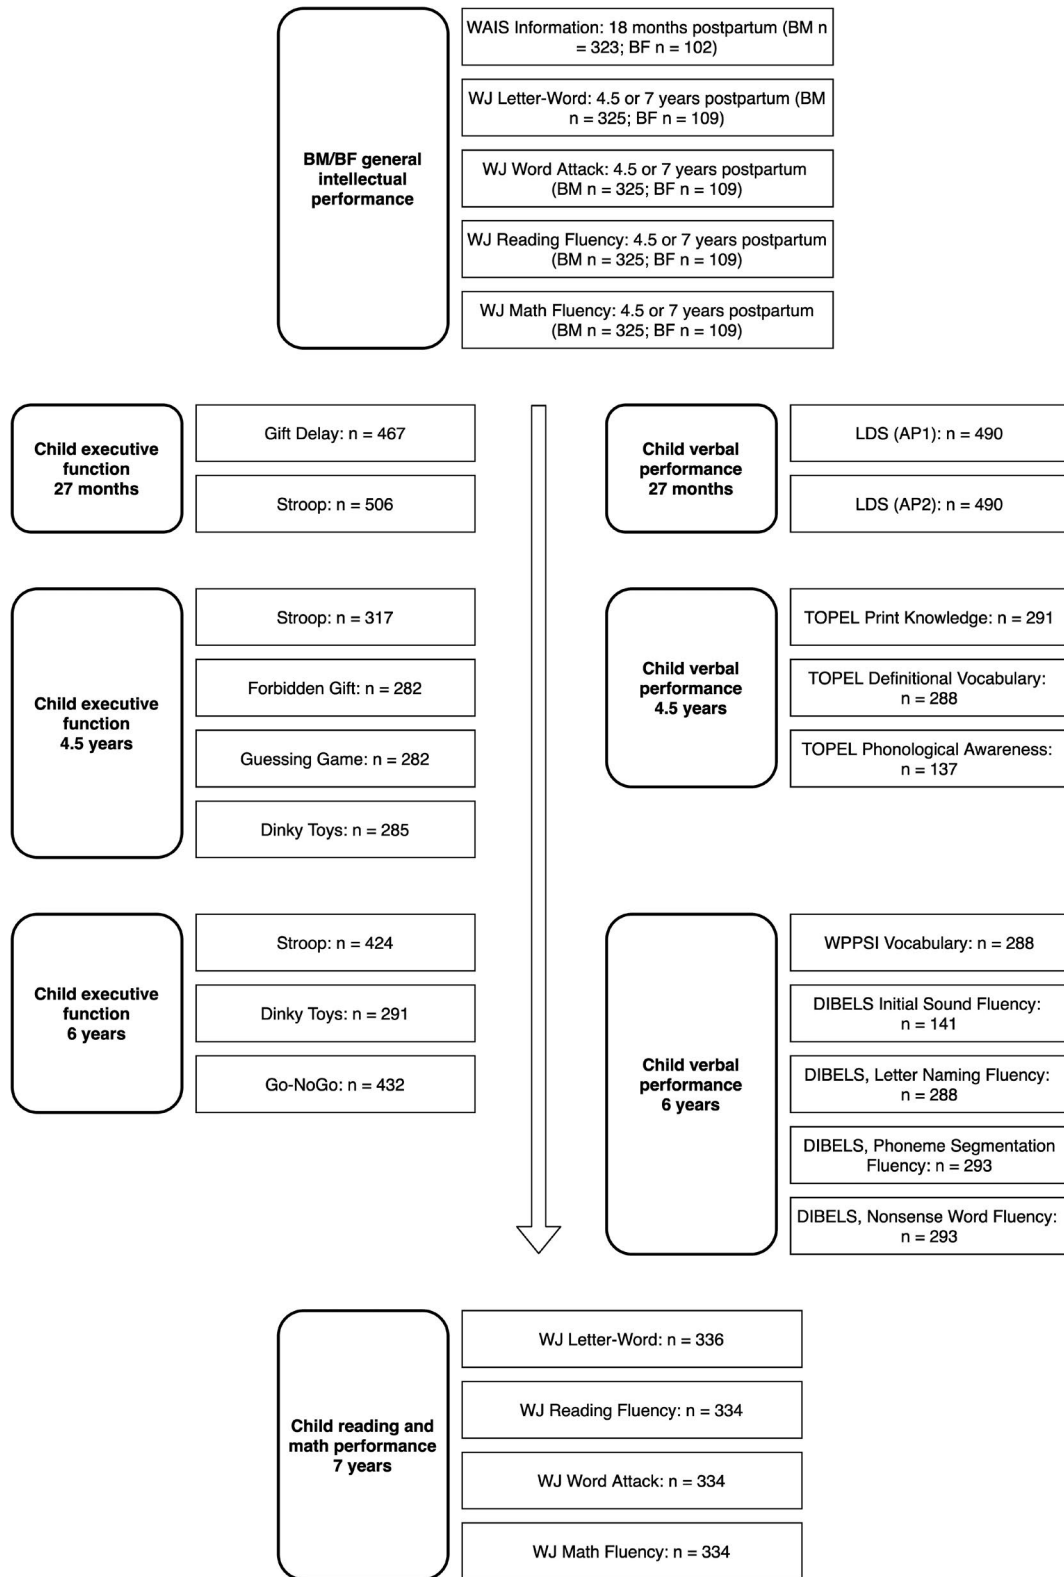 WAIS Information: 18 months postpartum (BM n
= 323; BF n = 102)
WJ Letter-Word: 4.5 or 7 years postpartum (BM
n = 325; BF n = 109)
BM/BF general
intellectual
performance
WJ Word Attack: 4.5 or 7 years postpartum
(BM n = 325; BF n = 109)
WJ Reading Fluency: 4.5 or 7 years postpartum
(BM n = 325; BF n = 109)
WJ Math Fluency: 4.5 or 7 years postpartum
(BM n = 325; BF n = 109)
Child executive
function
27 months
Gift Delay: n = 467
Stroop: n = 506
Child verbal
performance
27 months
LDS (AP1): n = 490
LDS (AP2): n = 490
Child executive
function
4.5 years
Stroop: n = 317
Forbidden Gift: n = 282
Guessing Game: n = 282
Dinky Toys: n = 285
Child verbal
performance
4.5 years
TOPEL Print Knowledge: n = 291
TOPEL Definitional Vocabulary:
n = 288
TOPEL Phonological Awareness:
n = 137
Child executive
function
6 years
Stroop: n = 424
Dinky Toys: n = 291
Go-NoGo: n = 432
Child verbal
performance
6 years
WPPSI Vocabulary: n = 288
DIBELS Initial Sound Fluency:
n = 141
DIBELS, Letter Naming Fluency:
n = 288
DIBELS, Phoneme Segmentation
Fluency: n = 293
DIBELS, Nonsense Word Fluency:
n = 293
Child reading and
math performance
7 years
WJ Letter-Word: n = 336
WJ Reading Fluency: n = 334
WJ Word Attack: n = 334
WJ Math Fluency: n = 334